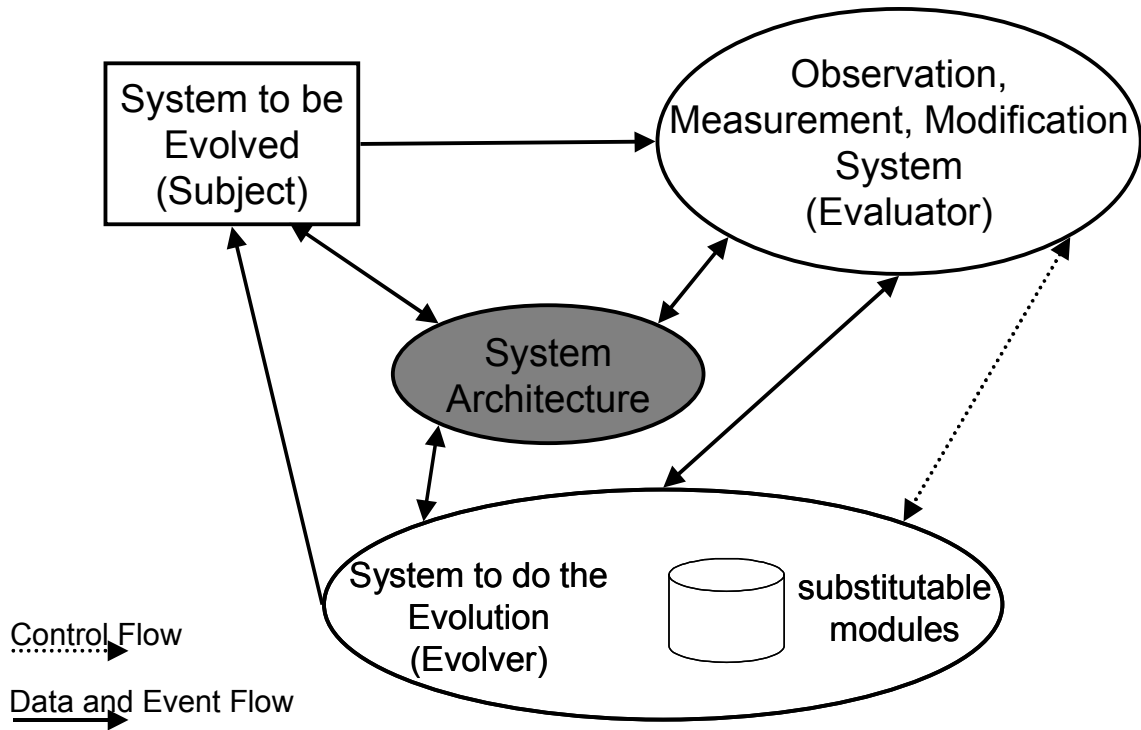 System to be
Evolved
(Subject)
Observation,
Measurement, Modification
System
(Evaluator)
System
Architecture
System to do the
Evolution
(Evolver)
substitutable
modules
Control Flow
Data and Event Flow